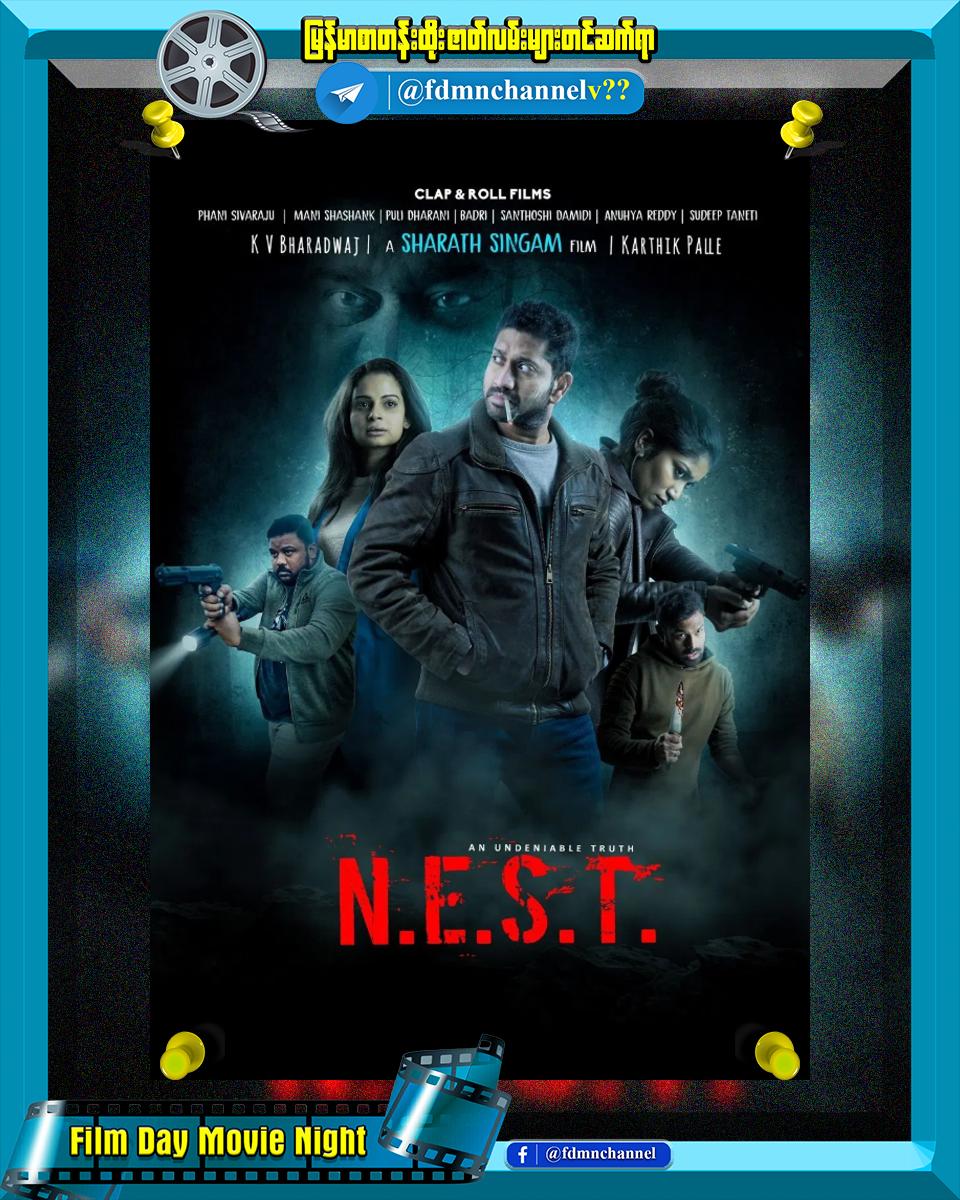 မြန်မာစာတန်းထိုးဇာတ်လမ်းများတင်ဆက်ရာ
@fdmnchannelv??
CLAP & ROLL FILMS
PHANI SIVARAJU | MANI SHASHANK | PULI DHARANI | BADRI | SANTHOSHI DAMIDI | ANUHYA REDDY | SUDEEP TANETI
K V BHARADWAJ | A SHARATH SINGAM FILM | KARTHIK PALLE
AN UNDENIABLE TRUTH
N.E.S.T.
Film Day Movie Night
f | @fdmnchannel